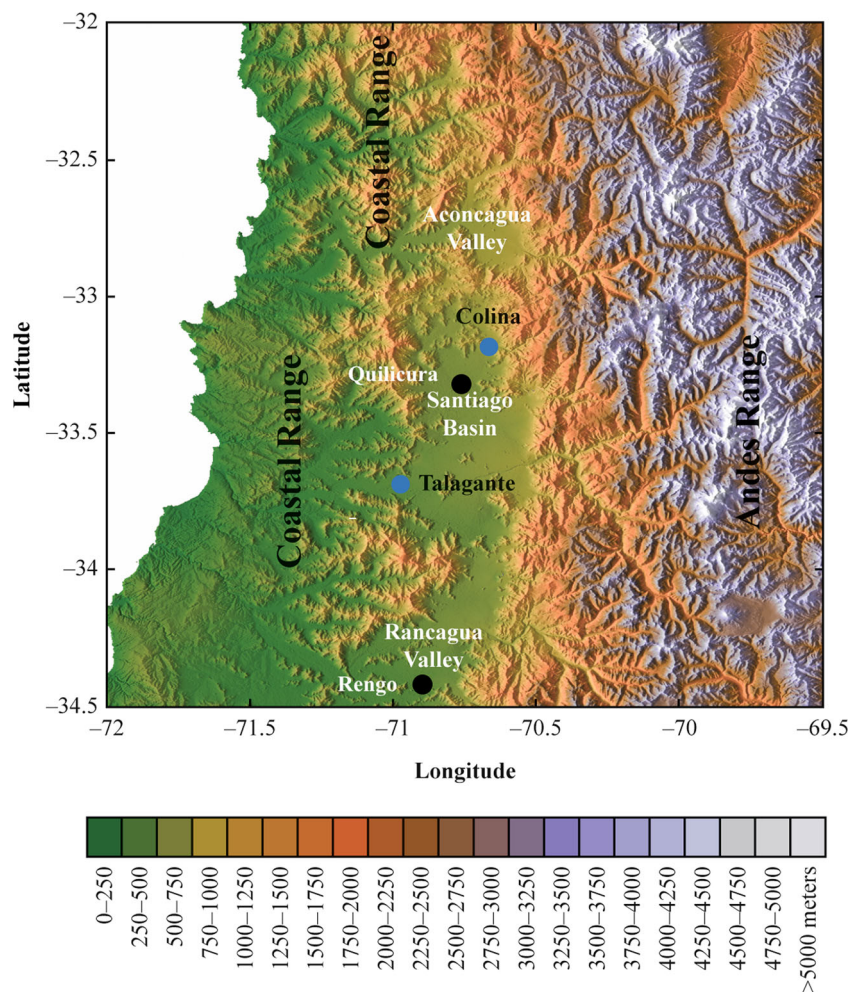 −32
−32.5
−33
−33.5
−34
−34.5
Latitude
Coastal Range
Aconcagua
Valley
Colina
Quilicura
Santiago
Basin
Coastal Range
Andes Range
Talagante
Rancagua
Valley
Rengo
−72
−71.5
−71
−70.5
−70
−69.5
Longitude
0–250
250–500
500–750
750–1000
1000–1250
1250–1500
1500–1750
1750–2000
2000–2250
2250–2500
2500–2750
2750–3000
3000–3250
3250–3500
3500–3750
3750–4000
4000–4250
4250–4500
4500–4750
4750–5000
>5000 meters